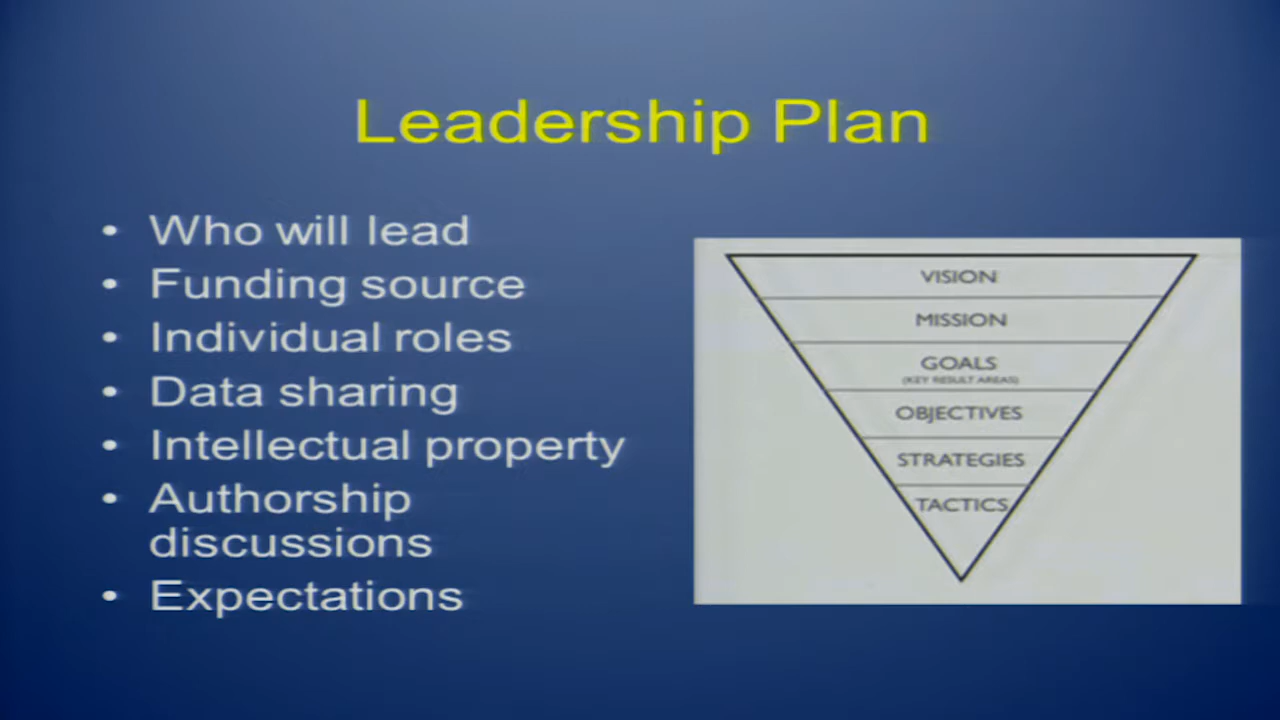 Leadership Plan
• Who will lead
• Funding source
• Individual roles
• Data sharing
• Intellectual property
• Authorship
discussions
• Expectations
VISION
MISSION
GOALS
(KEY RESULT AREAS)
OBJECTIVES
STRATEGIES
TACTICS